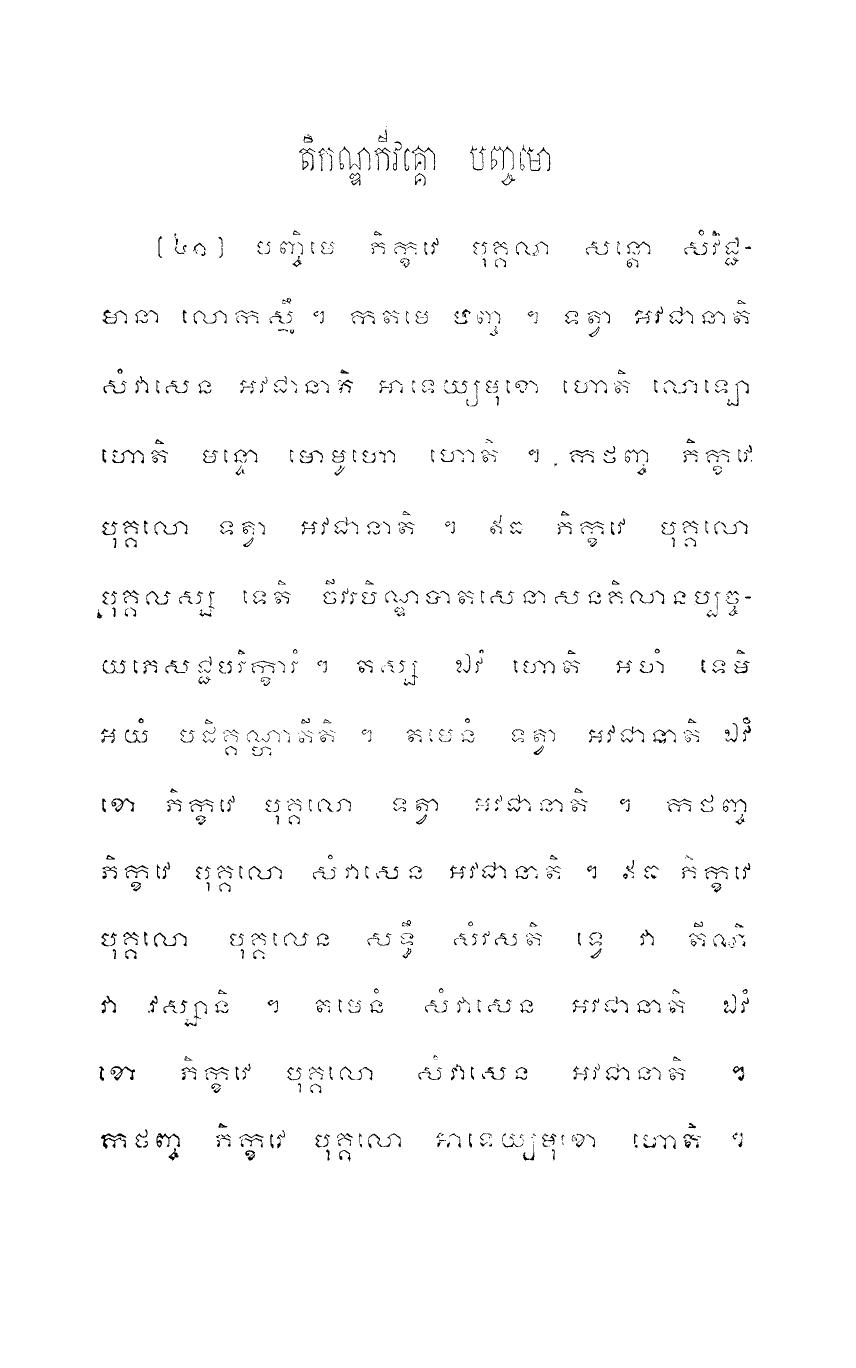 តិកណ្ឌកីវគ្គោ បញ្ចមោ
[៤១] បញ្ចិមេ ភិក្ខវេ បុគ្គលា សន្តោ សំវិជ្ជ-
មានា លោកស្មឹ ។ កតមេ បញ្ច ។ ទត្វា អវជានាតិ
សំវាសេន អវជានាតិ អាទេយ្យមុខោ ហោតិ លោឡោ
ហោតិ មន្ទោ មោមូហោ ហោតិ ។ កថញ្ច ភិក្ខវេ
បុគ្គលោ ទត្វា អវជានាតិ ។ ឥធ ភិក្ខវេ បុគ្គលោ
បុគ្គលស្ស ទេតិ ចីវរបិណ្ឌបាតសេនាសនគិលានប្បច្ច-
យភេសជ្ជបរិក្ខារំ ។ តស្ស ឯវំ ហោតិ អហំ ទេមិ
អយំ បដិគ្គណ្ហាតីតិ ។ តមេនំ ទត្វា អវជានាតិ ឯវំ
ខោ ភិក្ខវេ បុគ្គលោ ទត្វា អវជានាតិ ។ កថញ្ច
ភិក្ខវេ បុគ្គលោ សំវាសេន អវជានាតិ ។ ឥធ ភិក្ខវេ
បុគ្គលោ បុគ្គលេន សទ្ធឹ សំវសតិ ទ្វេ វា តីណិ
វា វស្សានិ ។ តមេនំ សំវាសេន អវជានាតិ ឯវំ
ខោ ភិក្ខវេ បុគ្គលោ សំវាសេន អវជានាតិ ។
កថញ្ច ភិក្ខវេ បុគ្គលោ អាទេយ្យមុខោ ហោតិ ។